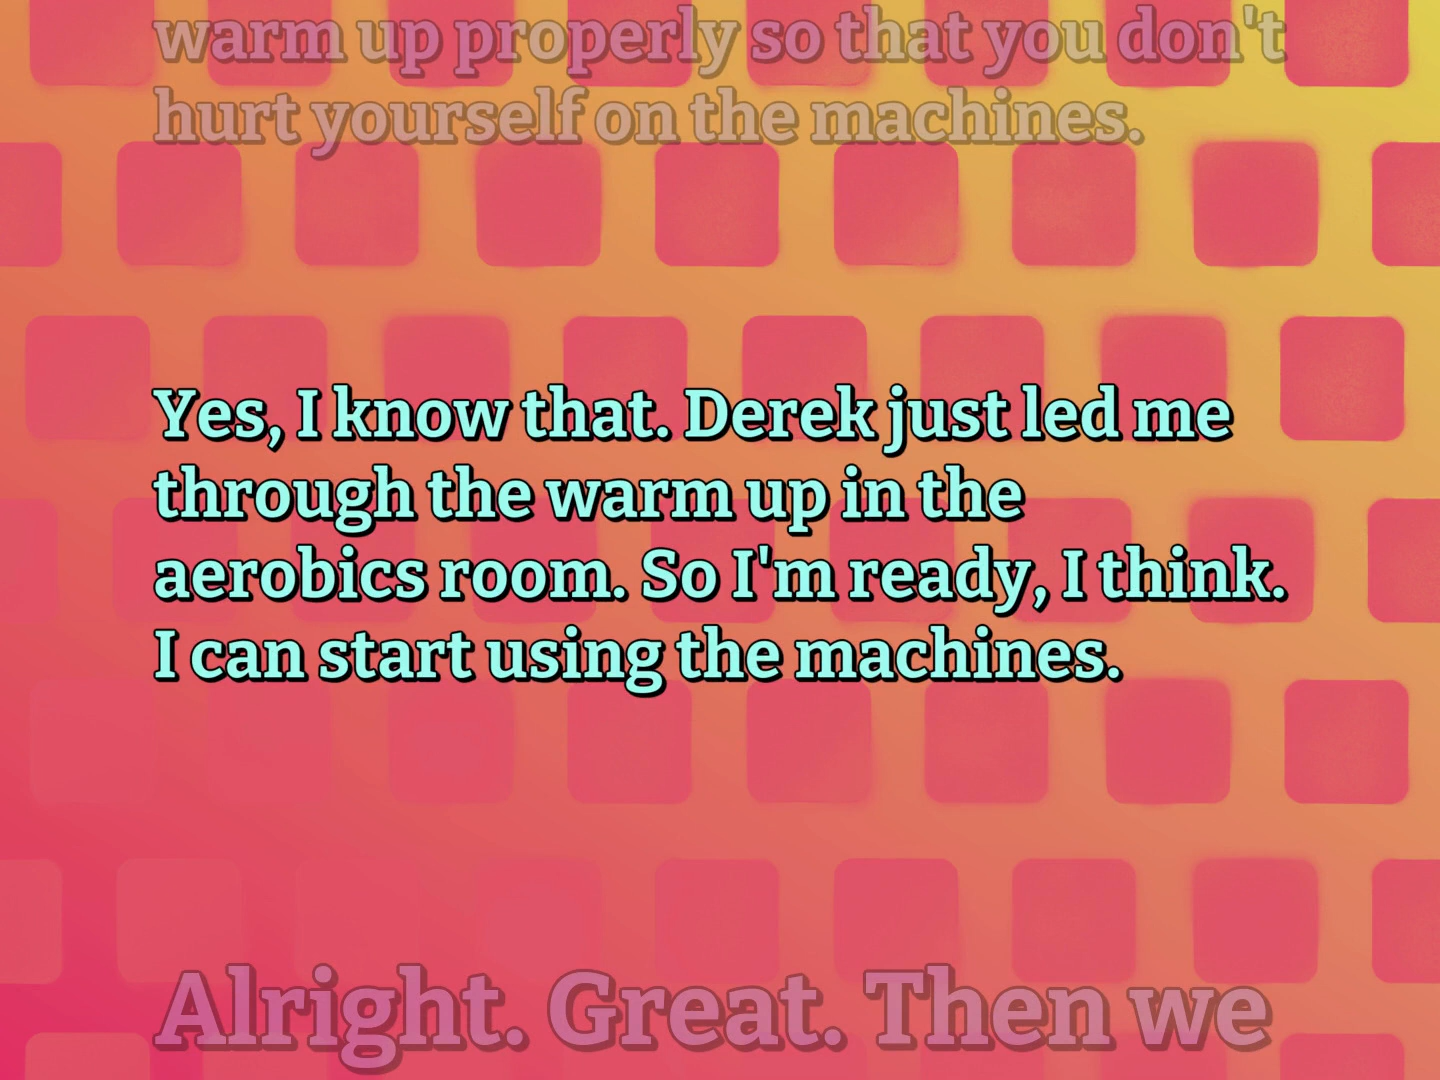 warm up properly so that you don't
hurt yourself on the machines.
Yes, I know that. Derek just led me
through the warm up in the
aerobics room. So I'm ready, I think.
I can start using the machines.
Alright. Great. Then we